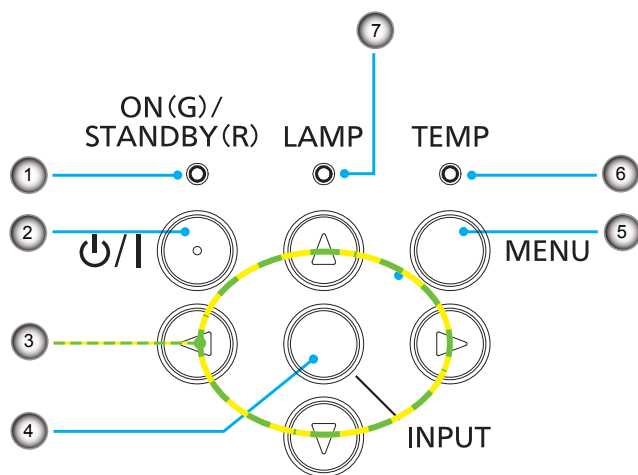 7
ON(G)/
STANDBY(R) LAMP TEMP
1
6
2
⏻/I MENU
5
3
4
INPUT